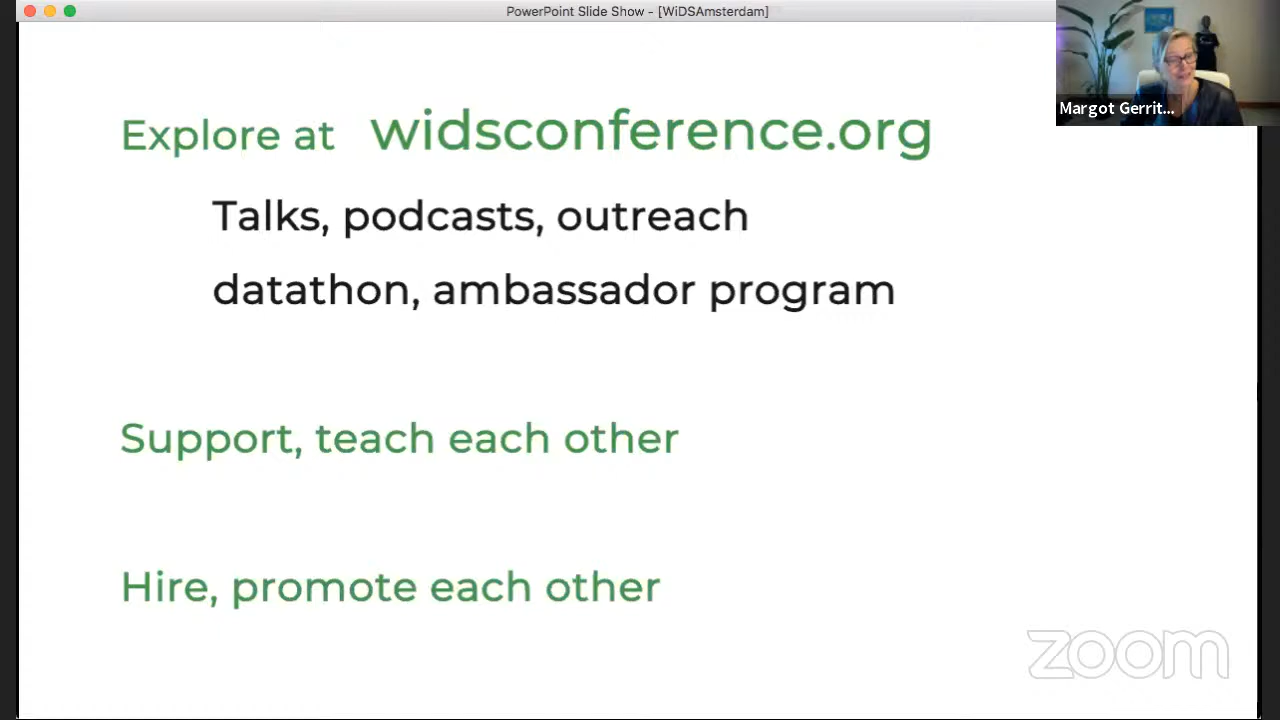 PowerPoint Slide Show - [WiDSAmsterdam]
Margot Gerrit...
Explore at widsconference.org
Talks, podcasts, outreach
datathon, ambassador program
Support, teach each other
Hire, promote each other
zoom